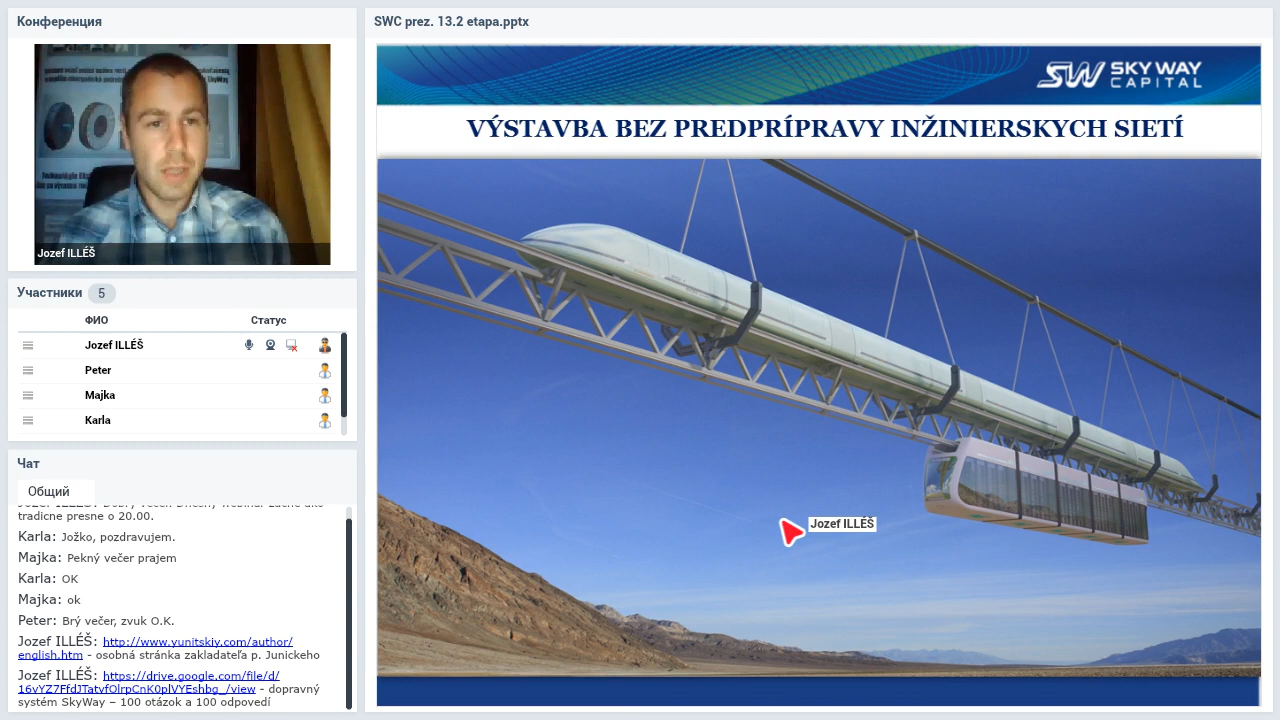 Конференция
Jozef ILLÉŠ
Участники 5
ФИО Статус
Jozef ILLÉŠ
Peter
Majka
Karla
Чат
Общий
tradicne presne o 20.00.
Karla: Jožko, pozdravujem.
Majka: Pekný večer prajem
Karla: OK
Majka: ok
Peter: Brý večer, zvuk O.K.
Jozef ILLÉŠ: http://www.yunitskiy.com/author/
english.htm - osobná stránka zakladateľa p. Junickeho
Jozef ILLÉŠ: https://drive.google.com/file/d/
16vYZ7FfdJTatvfOlrpCnK0plVYEshbg_/view - dopravný
systém SkyWay – 100 otázok a 100 odpovedí
SWC prez. 13.2 etapa.pptx
SW SKY WAY
CAPITAL
VÝSTAVBA BEZ PREDPRÍPRAVY INŽINIERSKYCH SIETÍ
Jozef ILLÉŠ